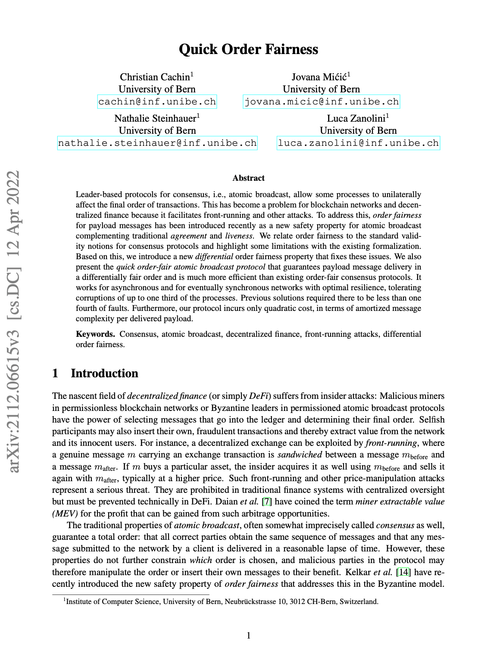 Quick Order Fairness
Christian Cachin¹
University of Bern
cachin@inf.unibe.ch
Jovana Mićić¹
University of Bern
jovana.micic@inf.unibe.ch
Nathalie Steinhauer¹
University of Bern
nathalie.steinhauer@inf.unibe.ch
Luca Zanolini¹
University of Bern
luca.zanolini@inf.unibe.ch
arXiv:2112.06615v3 [cs.DC] 12 Apr 2022
Abstract
Leader-based protocols for consensus, i.e., atomic broadcast, allow some processes to unilaterally
affect the final order of transactions. This has become a problem for blockchain networks and decen-
tralized finance because it facilitates front-running and other attacks. To address this, order fairness
for payload messages has been introduced recently as a new safety property for atomic broadcast
complementing traditional agreement and liveness. We relate order fairness to the standard valid-
ity notions for consensus protocols and highlight some limitations with the existing formalization.
Based on this, we introduce a new differential order fairness property that fixes these issues. We also
present the quick order-fair atomic broadcast protocol that guarantees payload message delivery in
a differentially fair order and is much more efficient than existing order-fair consensus protocols. It
works for asynchronous and for eventually synchronous networks with optimal resilience, tolerating
corruptions of up to one third of the processes. Previous solutions required there to be less than one
fourth of faults. Furthermore, our protocol incurs only quadratic cost, in terms of amortized message
complexity per delivered payload.
Keywords. Consensus, atomic broadcast, decentralized finance, front-running attacks, differential
order fairness.
1 Introduction
The nascent field of decentralized finance (or simply DeFi) suffers from insider attacks: Malicious miners
in permissionless blockchain networks or Byzantine leaders in permissioned atomic broadcast protocols
have the power of selecting messages that go into the ledger and determining their final order. Selfish
participants may also insert their own, fraudulent transactions and thereby extract value from the network
and its innocent users. For instance, a decentralized exchange can be exploited by front-running, where
a genuine message m carrying an exchange transaction is sandwiched between a message m_before and
a message m_after. If m buys a particular asset, the insider acquires it as well using m_before and sells it
again with m_after, typically at a higher price. Such front-running and other price-manipulation attacks
represent a serious threat. They are prohibited in traditional finance systems with centralized oversight
but must be prevented technically in DeFi. Daian et al. [7] have coined the term miner extractable value
(MEV) for the profit that can be gained from such arbitrage opportunities.
The traditional properties of atomic broadcast, often somewhat imprecisely called consensus as well,
guarantee a total order: that all correct parties obtain the same sequence of messages and that any mes-
sage submitted to the network by a client is delivered in a reasonable lapse of time. However, these
properties do not further constrain which order is chosen, and malicious parties in the protocol may
therefore manipulate the order or insert their own messages to their benefit. Kelkar et al. [14] have re-
cently introduced the new safety property of order fairness that addresses this in the Byzantine model.
¹Institute of Computer Science, University of Bern, Neubrückstrasse 10, 3012 CH-Bern, Switzerland.
1